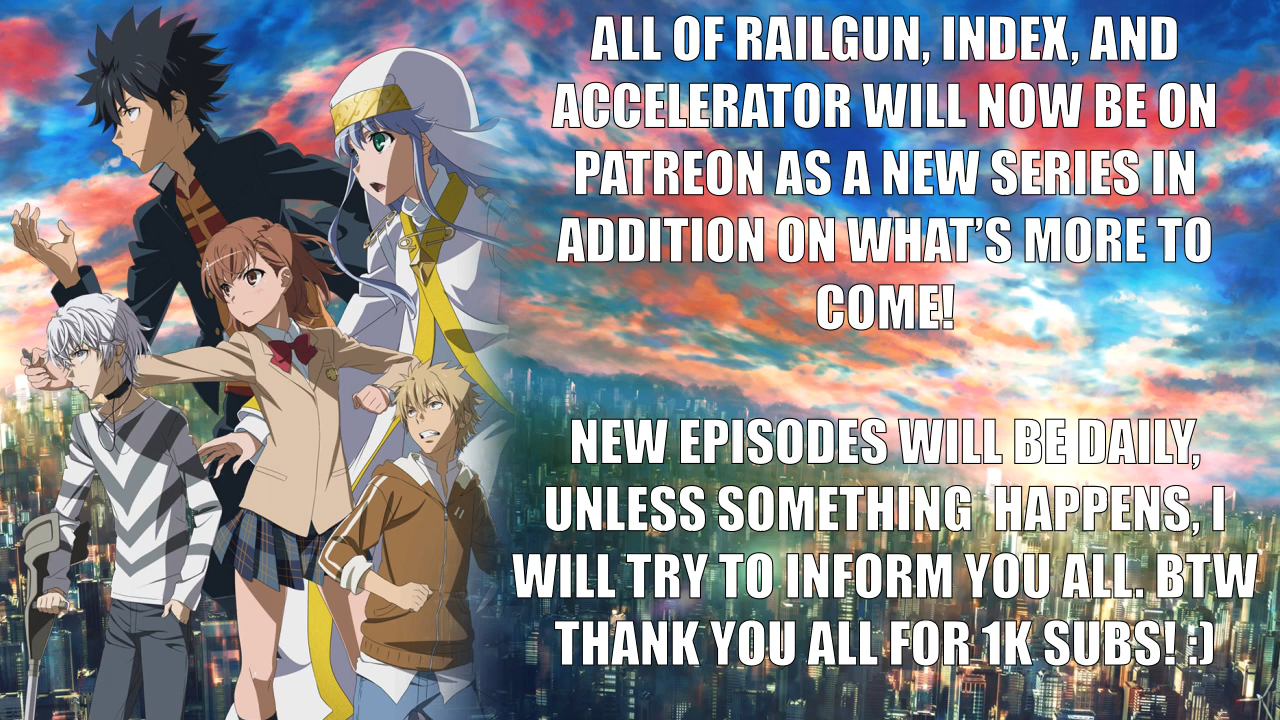 ALL OF RAILGUN, INDEX, AND
ACCELERATOR WILL NOW BE ON
PATREON AS A NEW SERIES IN
ADDITION ON WHAT'S MORE TO
COME!
NEW EPISODES WILL BE DAILY,
UNLESS SOMETHING HAPPENS, I
WILL TRY TO INFORM YOU ALL. BTW
THANK YOU ALL FOR 1K SUBS! :)